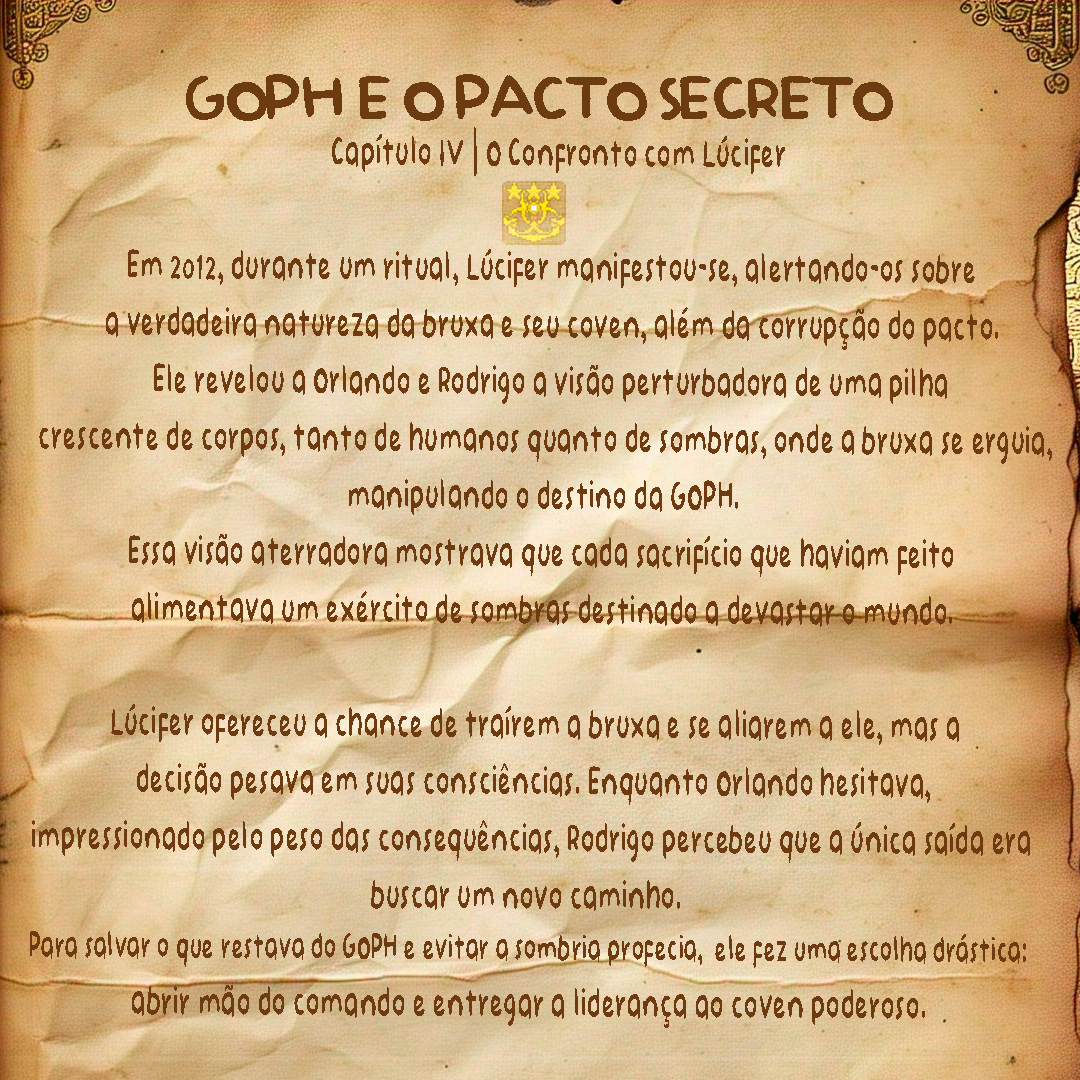 GOPH E O PACTO SECRETO
Capítulo IV | O Confronto com Lúcifer
Em 2012, durante um ritual, Lúcifer manifestou-se, alertando-os sobre
a verdadeira natureza da bruxa e seu coven, além da corrupção do pacto.
Ele revelou a Orlando e Rodrigo a visão perturbadora de uma pilha
crescente de corpos, tanto de humanos quanto de sombras, onde a bruxa se erguia,
manipulando o destino da GOPH.
Essa visão aterradora mostrava que cada sacrifício que haviam feito
alimentava um exército de sombras destinado a devastar o mundo.
Lúcifer ofereceu a chance de traírem a bruxa e se aliarem a ele, mas a
decisão pesava em suas consciências. Enquanto Orlando hesitava,
impressionado pelo peso das consequências, Rodrigo percebeu que a única saída era
buscar um novo caminho.
Para salvar o que restava do GOPH e evitar a sombria profecia, ele fez uma escolha drástica:
abrir mão do comando e entregar a liderança ao coven poderoso.